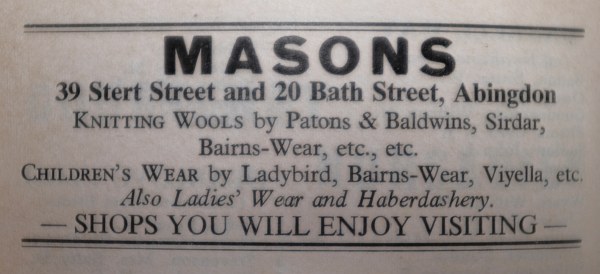 MASONS
39 Stert Street and 20 Bath Street, Abingdon
KNITTING WOOLS by Patons & Baldwins, Sirdar,
Bairns-Wear, etc., etc.
CHILDREN'S WEAR by Ladybird, Bairns-Wear, Viyella, etc.
Also Ladies' Wear and Haberdashery.
— SHOPS YOU WILL ENJOY VISITING —